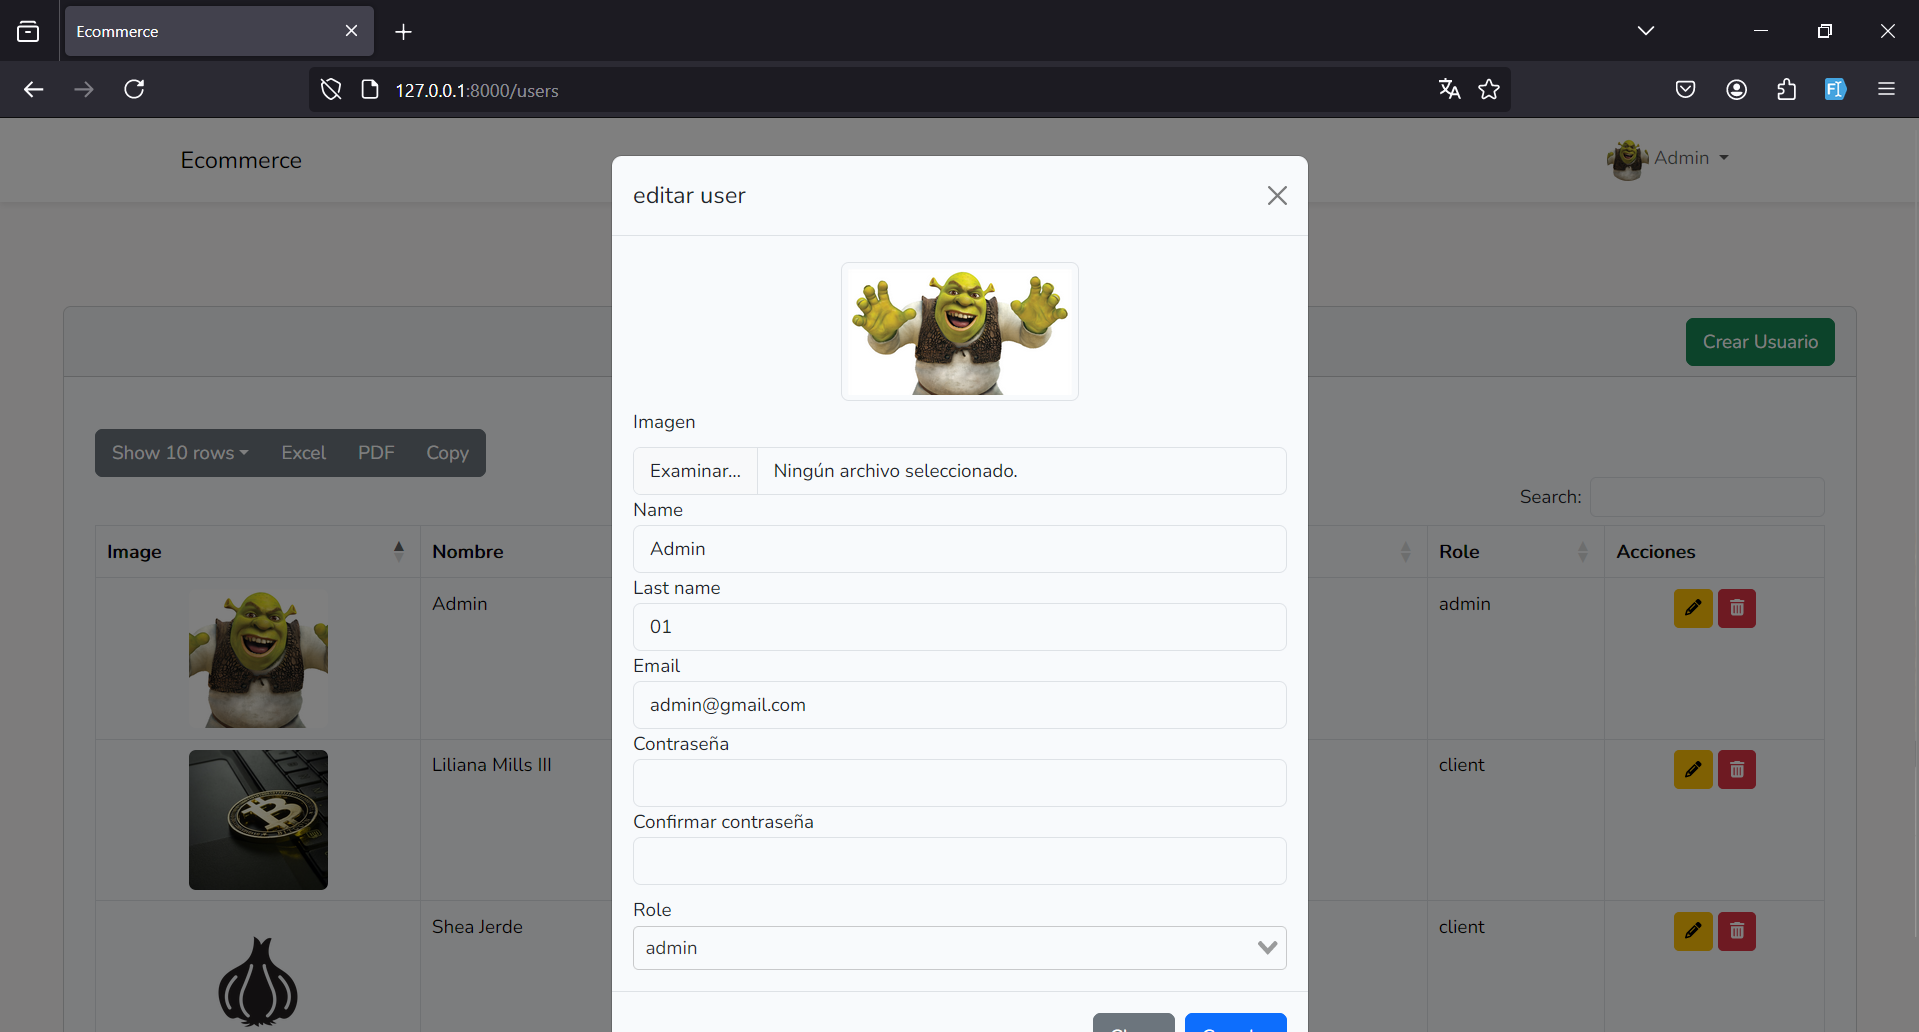 Ecommerce
127.0.0.1:8000/users
Ecommerce
Admin
editar user
Crear Usuario
Imagen
Show 10 rows Excel PDF Copy
Examinar... Ningún archivo seleccionado.
Search:
Name
Admin
Image Nombre Role Acciones
Last name
01
Admin admin
Email
admin@gmail.com
Contraseña
Liliana Mills III client
Confirmar contraseña
Role
admin
Shea Jerde client